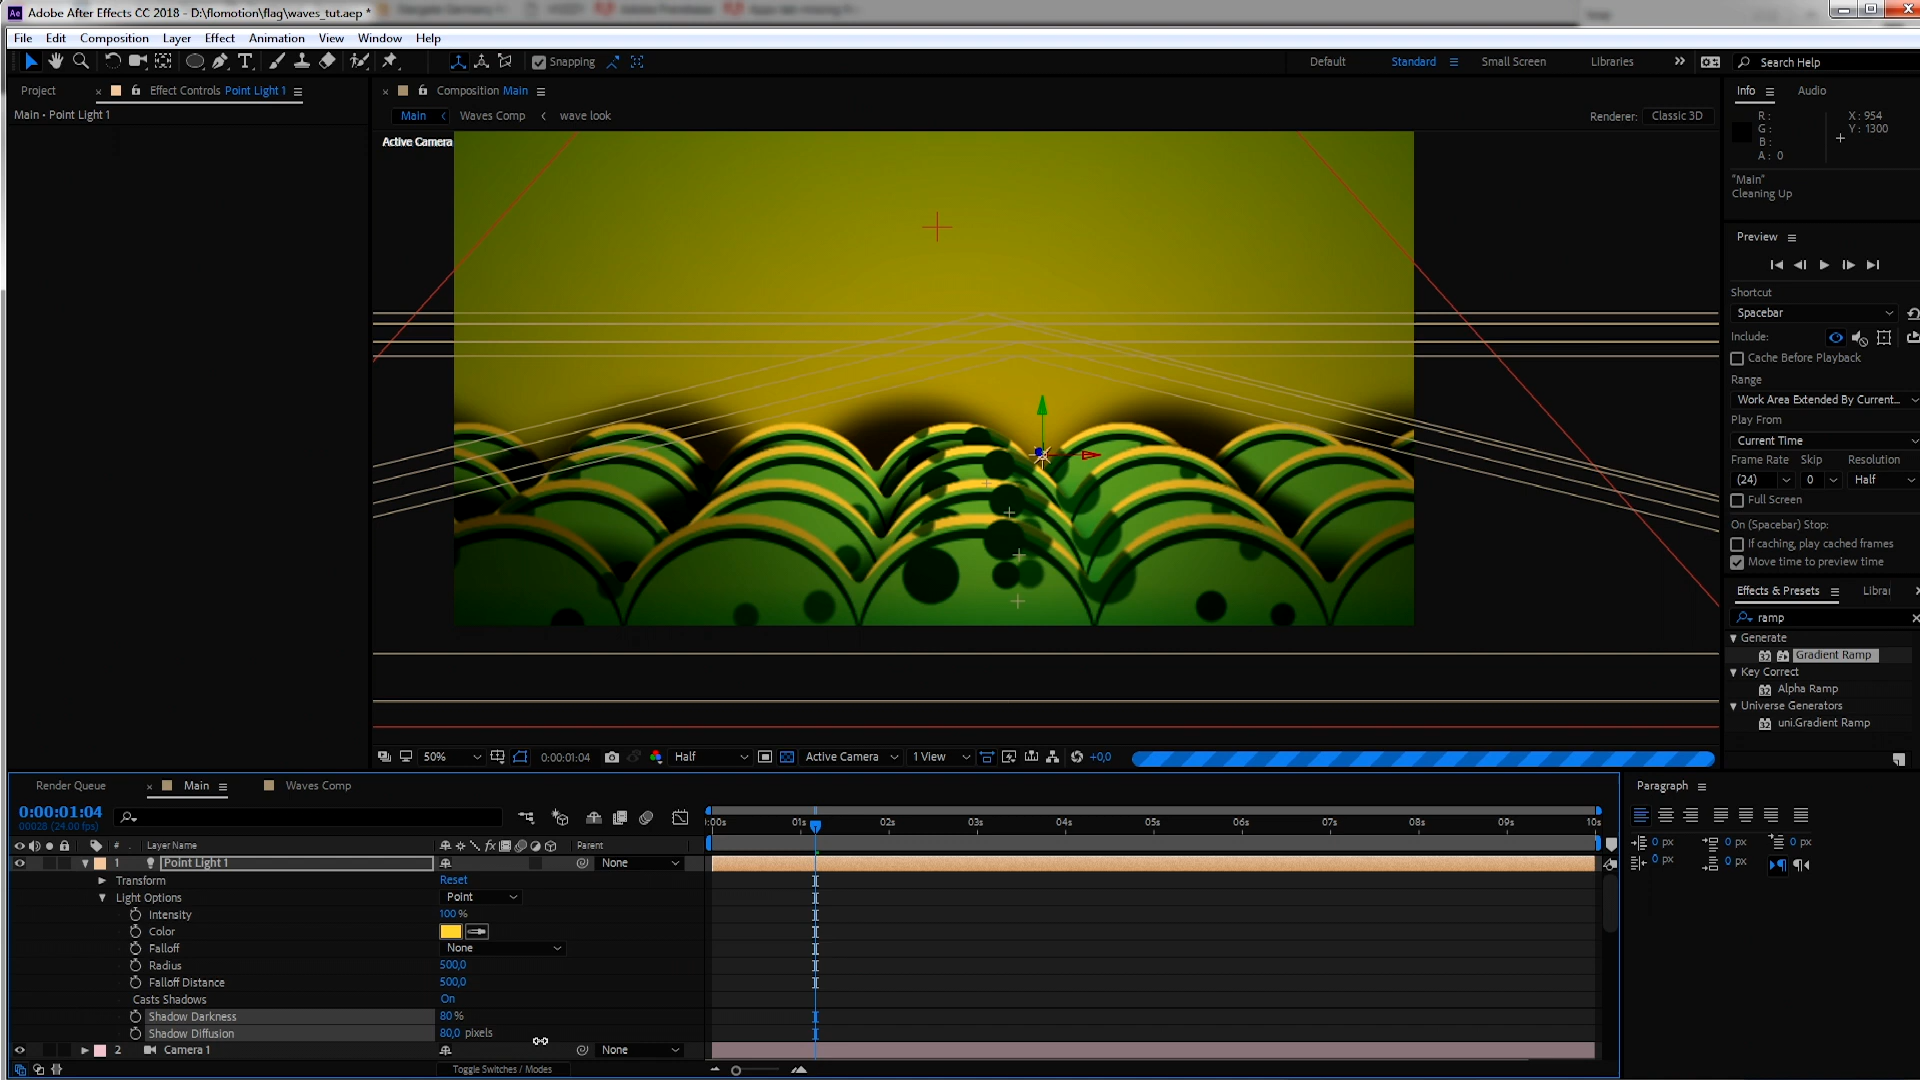 Adobe After Effects CC 2018 - D:\flomotion\flag\waves_tut.aep *
File Edit Composition Layer Effect Animation View Window Help
Snapping Default Standard Small Screen Libraries Search Help
Project Effect Controls Point Light 1 Composition Main Info Audio
Main • Point Light 1 Main Waves Comp wave look Renderer: Classic 3D
R: X : 954
G: Y : 1300
B:
A: 0
Active Camera
"Main"
Cleaning Up
Preview
Shortcut
Spacebar
Include:
Cache Before Playback
Range
Work Area Extended By Current...
Play From
Current Time
Frame Rate Skip Resolution
(24) 0 Half
Full Screen
On (Spacebar) Stop:
If caching, play cached frames
Move time to preview time
Effects & Presets Librai
ramp
Generate
32 Gradient Ramp
Key Correct
32 Alpha Ramp
Universe Generators
32 uni.Gradient Ramp
50% 0:00:01:04 Half Active Camera 1 View +0,0
Render Queue Main Waves Comp
0:00:01:04
00028 (24.00 fps)
:00s 01s 02s 03s 04s 05s 06s 07s 08s 09s 10s
# Layer Name fx Parent
1 Point Light 1 None
Transform Reset
Light Options Point
Intensity 100 %
Color
Falloff None
Radius 500,0
Falloff Distance 500,0
Casts Shadows On
Shadow Darkness 80 %
Shadow Diffusion 80,0 pixels
2 Camera 1 None
Toggle Switches / Modes
Paragraph
0 px 0 px 0 px
0 px 0 px